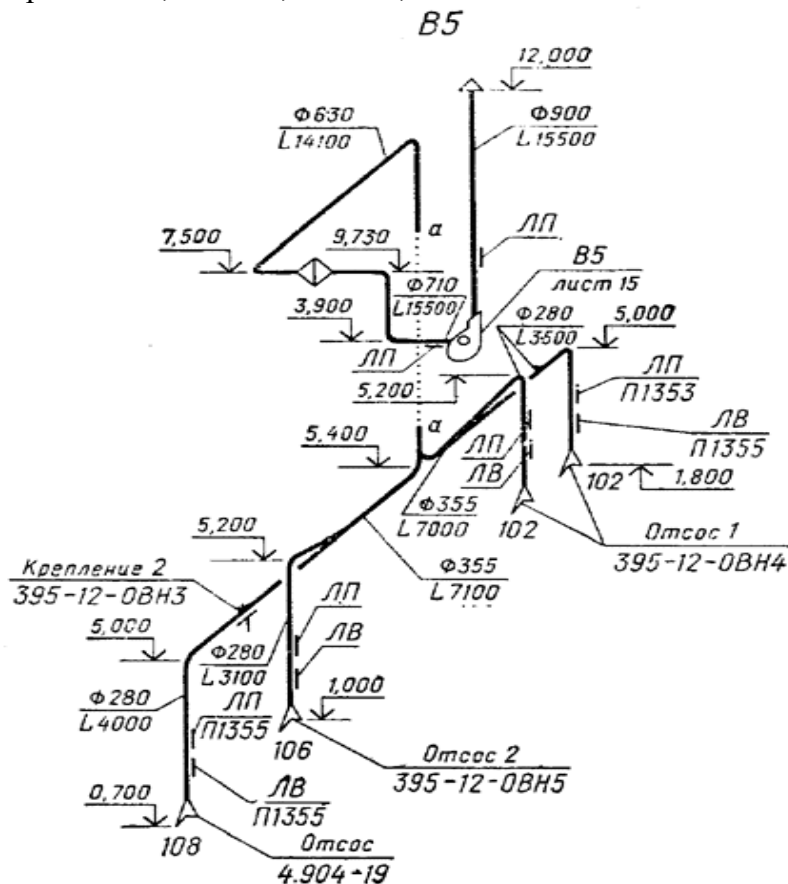 В5
12,000
Ф630
L14100
Ф900
L15500
а
7,500
9,730
ЛП
В5
лист 15
Ф710
L15500
3,900
ЛП
Ф280
L3500
5,000
5,200
ЛП
П1353
ЛВ
П1355
а
5,400
ЛП
ЛВ
102
1,800
Ф355
L7000
102
Отсос 1
395-12-ОВН4
5,200
Ф355
L7100
Крепление 2
395-12-ОВН3
ЛП
ЛВ
5,000
Ф280
L3100
1,000
Ф280
L4000
ЛП
П1355
106
Отсос 2
395-12-ОВН5
0,700
ЛВ
П1355
108
Отсос
4.904-19